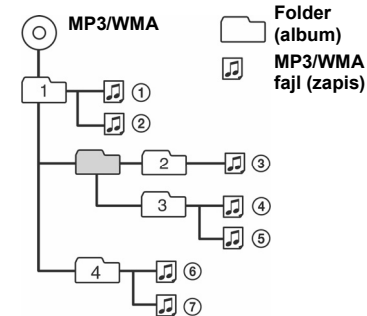 MP3/WMA
Folder
(album)
MP3/WMA
fajl (zapis)
1
①
②
2
③
3
④
⑤
4
⑥
⑦